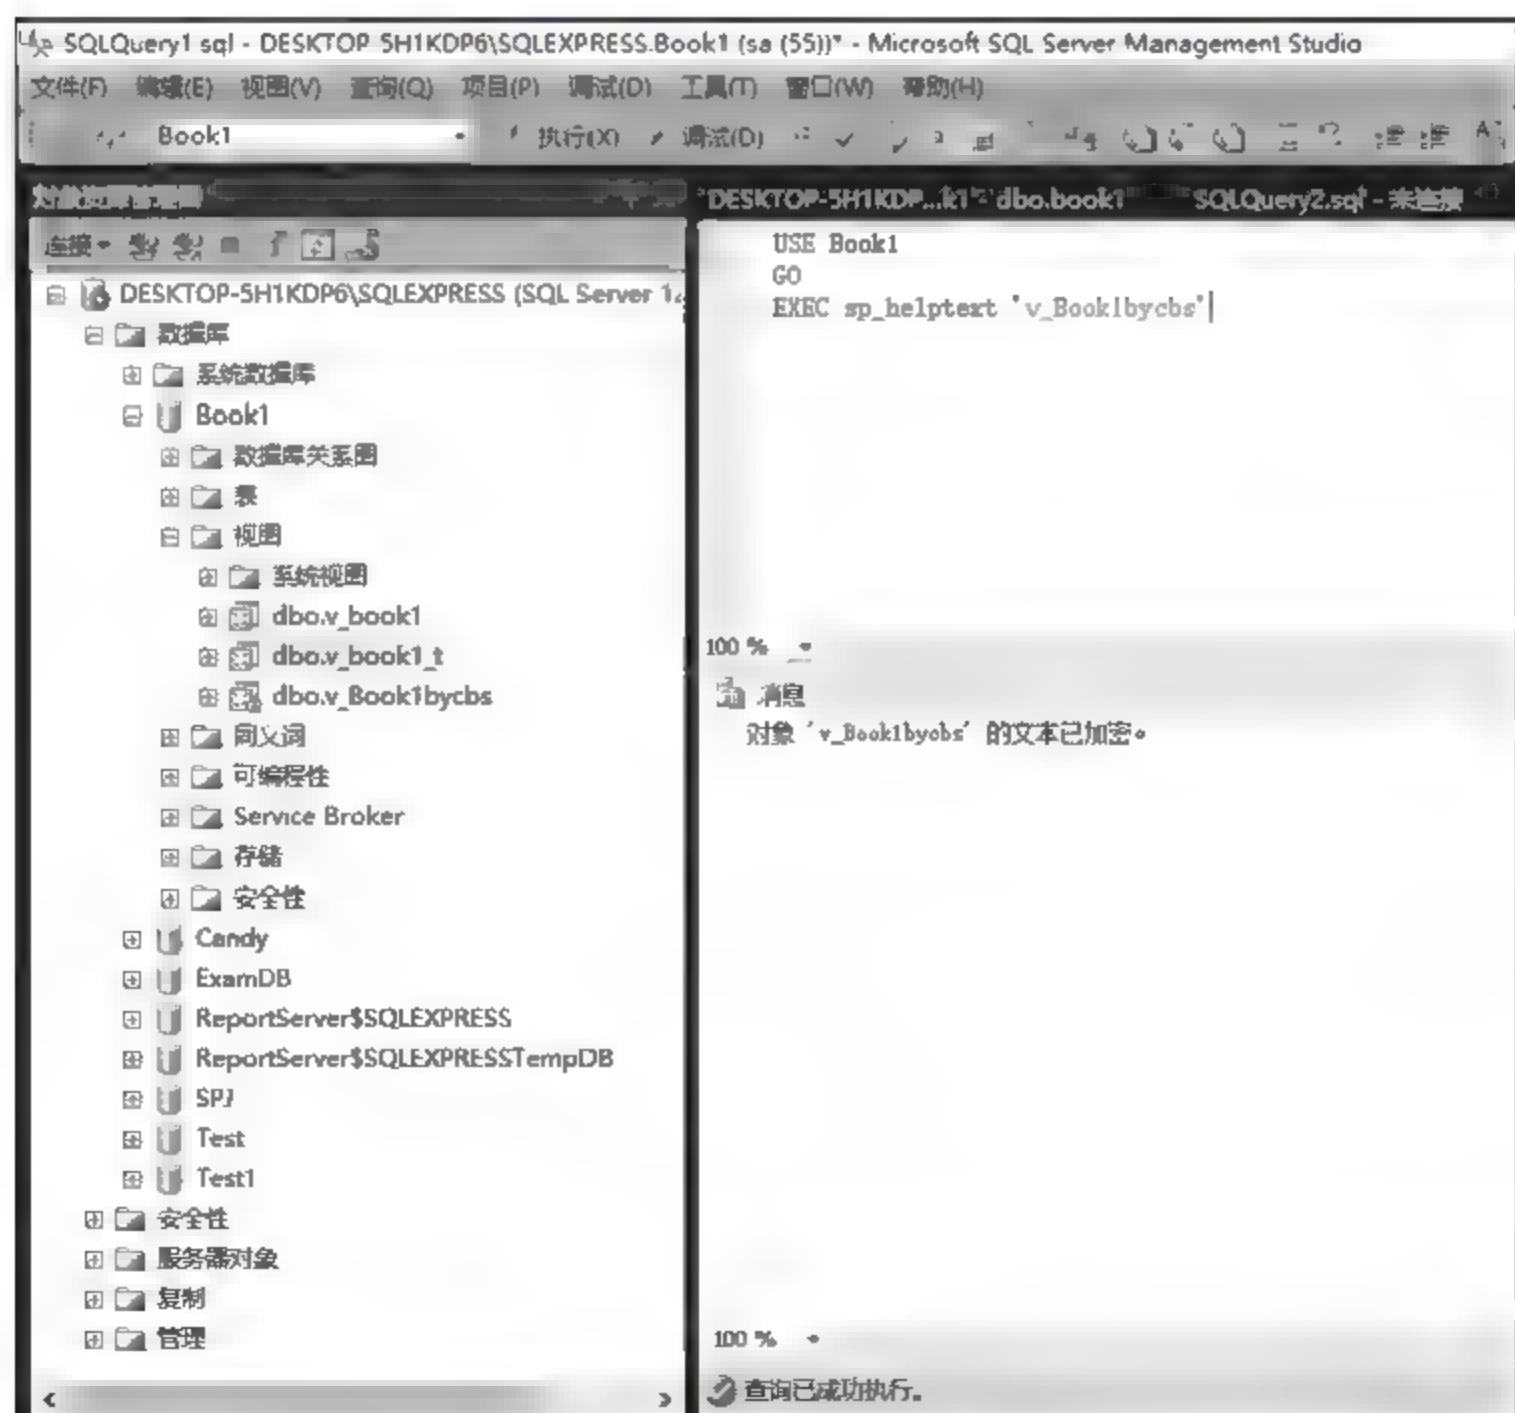 SQLQuery1 sql - DESKTOP 5H1KDP6\SQLEXPRESS.Book1 (sa (55))* - Microsoft SQL Server Management Studio
文件(F) 编辑(E) 视图(V) 查询(Q) 项目(P) 调试(D) 工具(T) 窗口(W) 帮助(H)
Book1 执行(X) 调试(D)
DESKTOP-5H1KDP...k1 - dbo.book1 SQLQuery2.sql - 未连接
连接
DESKTOP-5H1KDP6\SQLEXPRESS (SQL Server 12
数据库
系统数据库
Book1
数据库关系图
表
视图
系统视图
dbo.v_book1
dbo.v_book1_t
dbo.v_Book1bycbs
同义词
可编程性
Service Broker
存储
安全性
Candy
ExamDB
ReportServer$SQLEXPRESS
ReportServer$SQLEXPRESSTempDB
SPJ
Test
Test1
安全性
服务器对象
复制
管理
USE Book1
GO
EXEC sp_helptext 'v_Book1bycbs'
100 %
消息
对象 'v_Book1bycbs' 的文本已加密。
100 %
查询已成功执行。